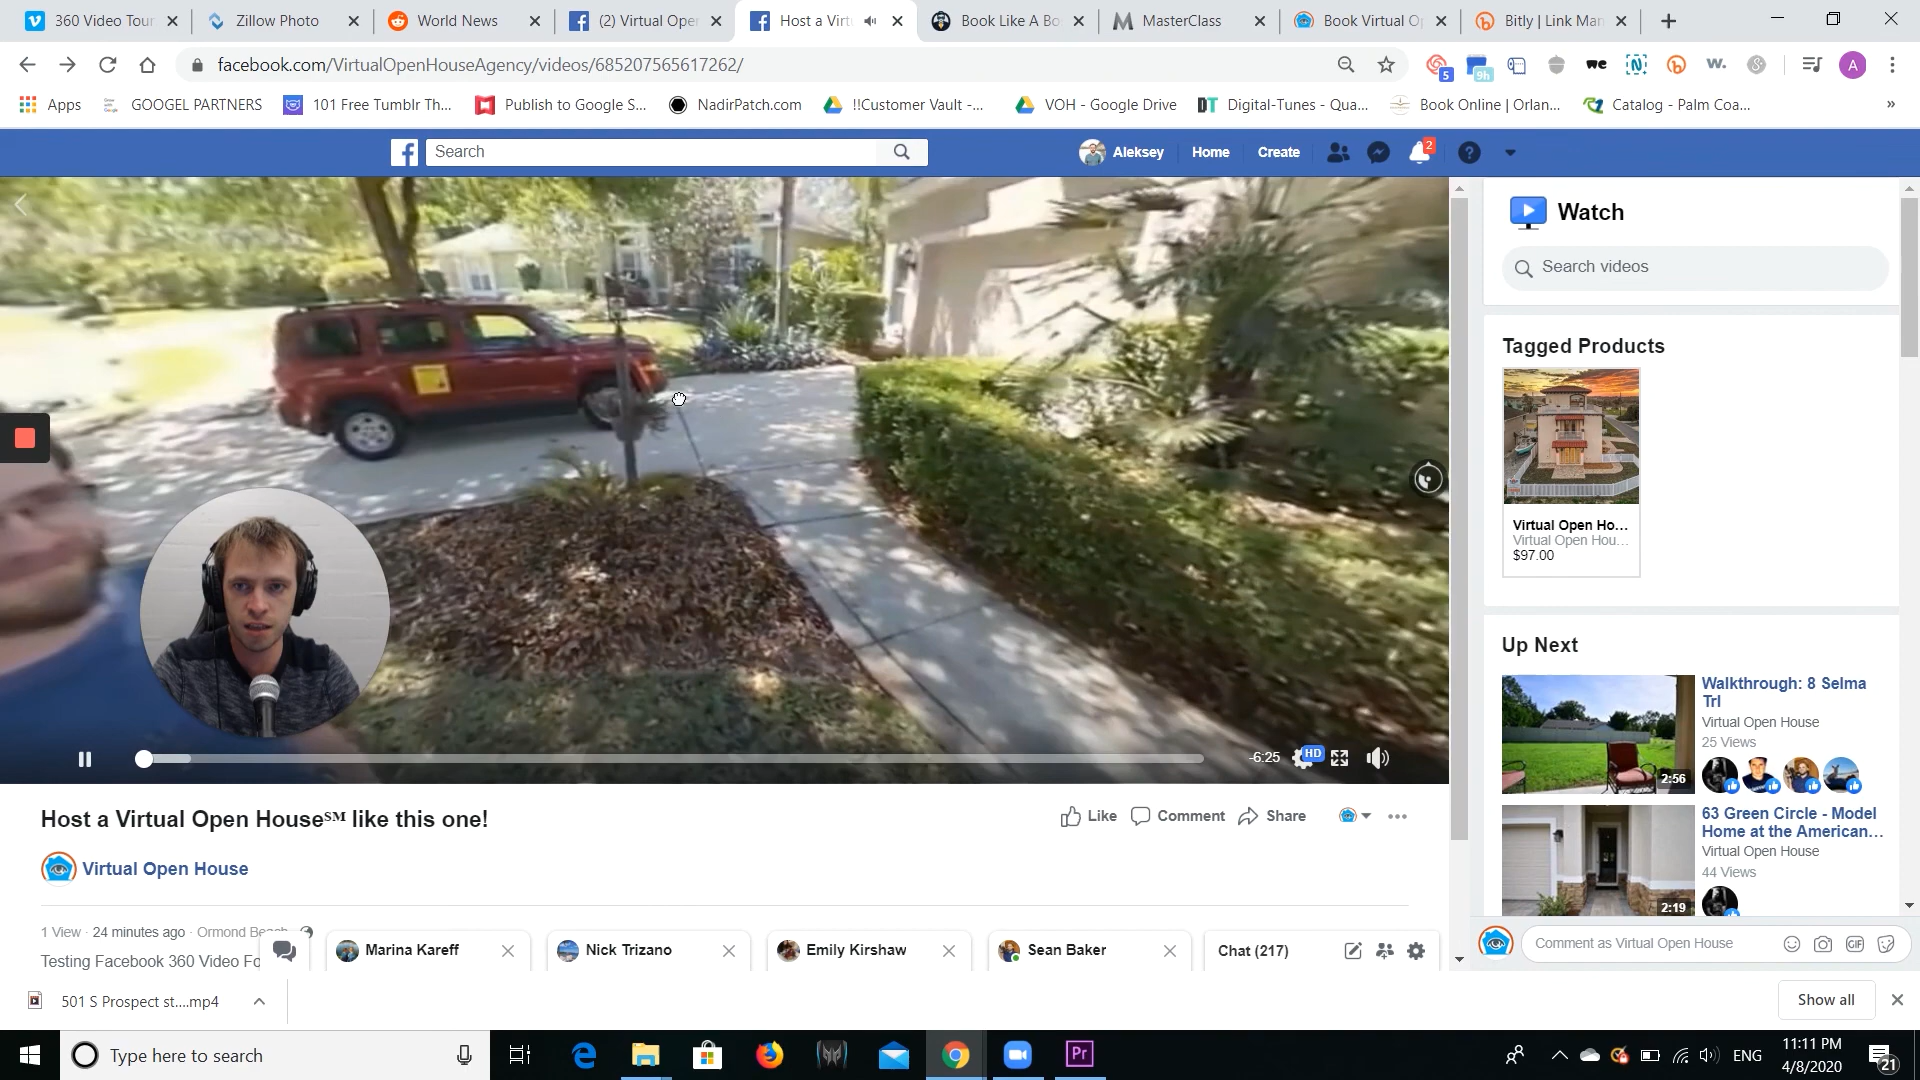 360 Video Tour
Zillow Photo
World News
(2) Virtual Ope
Host a Virt
Book Like A Bo
MasterClass
Book Virtual O
Bitly | Link Man
facebook.com/VirtualOpenHouseAgency/videos/685207565617262/
5
9h
we
w.
A
Apps
GOOGEL PARTNERS
101 Free Tumblr Th...
Publish to Google S...
NadirPatch.com
!!Customer Vault -...
VOH - Google Drive
Digital-Tunes - Qua...
Book Online | Orlan...
Catalog - Palm Coa...
Search
Aleksey
Home
Create
2
Watch
Search videos
Tagged Products
Virtual Open Ho...
Virtual Open Hou...
$97.00
Up Next
Walkthrough: 8 Selma
Trl
Virtual Open House
25 Views
2:56
63 Green Circle - Model
Home at the American...
Virtual Open House
44 Views
2:19
-6:25
HD
Host a Virtual Open House℠ like this one!
Like
Comment
Share
Virtual Open House
1 View · 24 minutes ago · Ormond Beach
Testing Facebook 360 Video Fo
Marina Kareff
Nick Trizano
Emily Kirshaw
Sean Baker
Chat (217)
Comment as Virtual Open House
GIF
501 S Prospect st....mp4
Show all
Type here to search
Pr
ENG
11:11 PM
4/8/2020
21